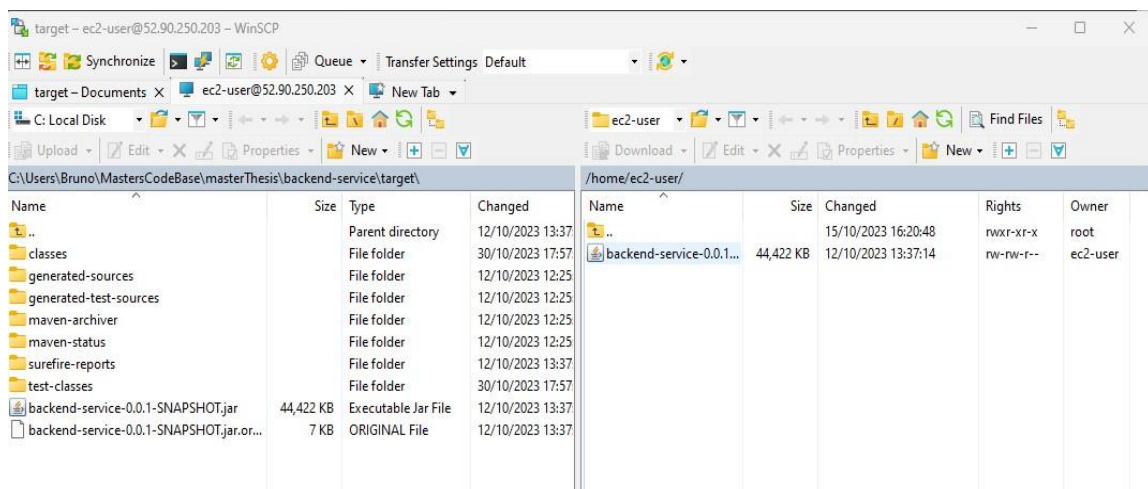 target – ec2-user@52.90.250.203 – WinSCP
Synchronize Queue Transfer Settings Default
target – Documents X ec2-user@52.90.250.203 X New Tab
C: Local Disk ec2-user Find Files
Upload Edit Properties New Download Edit Properties New
C:\Users\Bruno\MastersCodeBase\masterThesis\backend-service\target\ /home/ec2-user/
Name Size Type Changed Name Size Changed Rights Owner
.. Parent directory 12/10/2023 13:37: .. 15/10/2023 16:20:48 rwxr-xr-x root
classes File folder 30/10/2023 17:57: backend-service-0.0.1... 44,422 KB 12/10/2023 13:37:14 rw-rw-r-- ec2-user
generated-sources File folder 12/10/2023 12:25:
generated-test-sources File folder 12/10/2023 12:25:
maven-archiver File folder 12/10/2023 12:25:
maven-status File folder 12/10/2023 12:25:
surefire-reports File folder 12/10/2023 13:37:
test-classes File folder 30/10/2023 17:57:
backend-service-0.0.1-SNAPSHOT.jar 44,422 KB Executable Jar File 12/10/2023 13:37:
backend-service-0.0.1-SNAPSHOT.jar.or... 7 KB ORIGINAL File 12/10/2023 13:37: